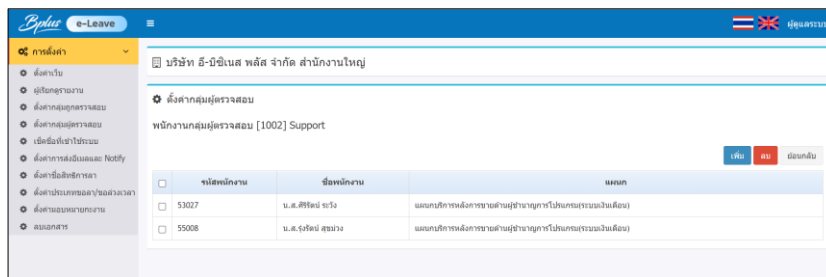 Bplus e-Leave
ผู้ดูแลระบบ
การตั้งค่า
ตั้งค่าเว็บ
ผู้เรียกดูรายงาน
ตั้งค่ากลุ่มถูกตรวจสอบ
ตั้งค่ากลุ่มผู้ตรวจสอบ
เช็คชื่อที่เข้าใช้ระบบ
ตั้งค่าการส่งอีเมลและ Notify
ตั้งค่าชื่อสิทธิการลา
ตั้งค่าประเภทขอลา/ขอล่วงเวลา
ตั้งค่ามอบหมายกะงาน
ลบเอกสาร
บริษัท อี-บิซิเนส พลัส จำกัด สำนักงานใหญ่
ตั้งค่ากลุ่มผู้ตรวจสอบ
พนักงานกลุ่มผู้ตรวจสอบ [1002] Support
เพิ่ม ลบ ย้อนกลับ
รหัสพนักงาน ชื่อพนักงาน แผนก
53027 น.ส.ศิริรัตน์ ระวัง แผนกบริการหลังการขายด้านผู้ชำนาญการโปรแกรม(ระบบเงินเดือน)
55008 น.ส.รุ่งรัตน์ สุขม่วง แผนกบริการหลังการขายด้านผู้ชำนาญการโปรแกรม(ระบบเงินเดือน)